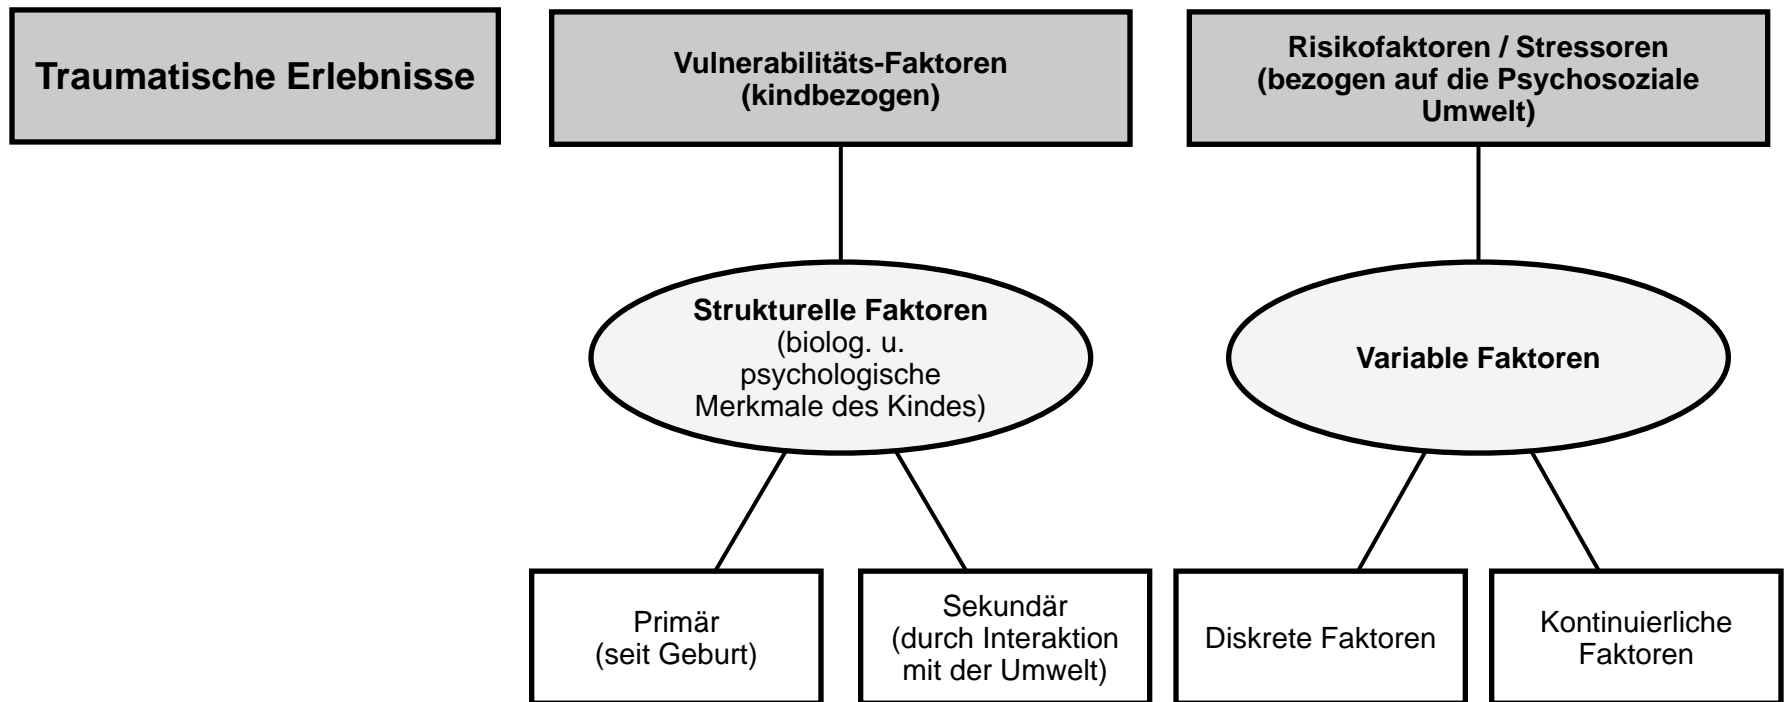 Traumatische Erlebnisse
Vulnerabilitäts-Faktoren
(kindbezogen)
Risikofaktoren / Stressoren
(bezogen auf die Psychosoziale
Umwelt)
Strukturelle Faktoren
(biolog. u.
psychologische
Merkmale des Kindes)
Variable Faktoren
Primär
(seit Geburt)
Sekundär
(durch Interaktion
mit der Umwelt)
Diskrete Faktoren
Kontinuierliche
Faktoren